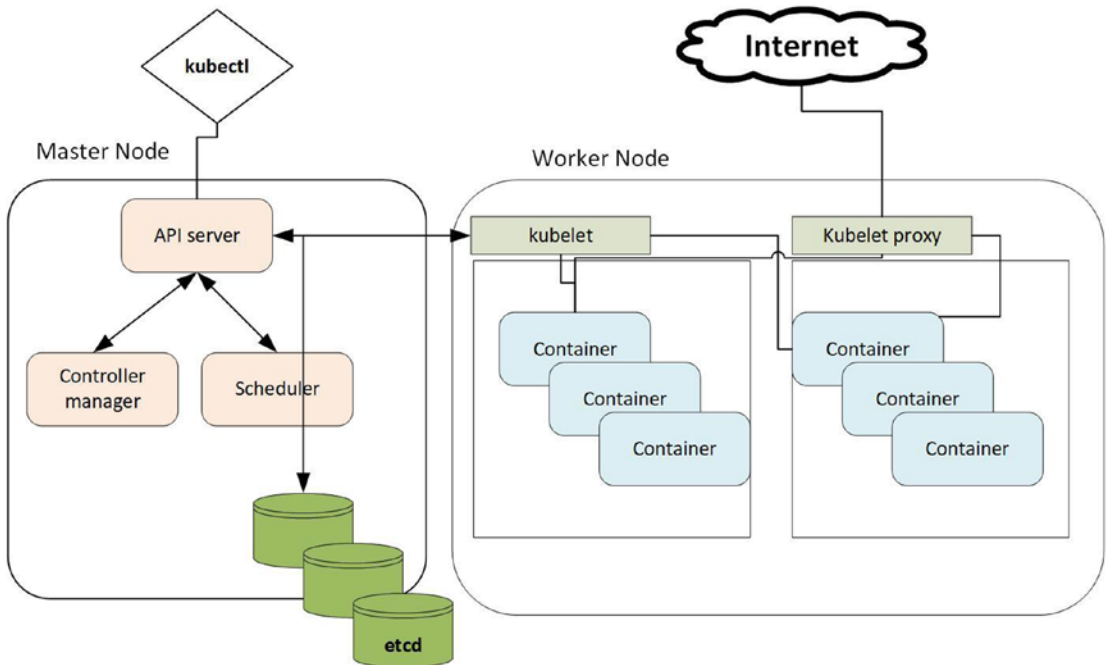 Internet
kubectl
Master Node
Worker Node
API server
kubelet
Kubelet proxy
Controller
manager
Scheduler
Container
Container
Container
Container
Container
Container
etcd